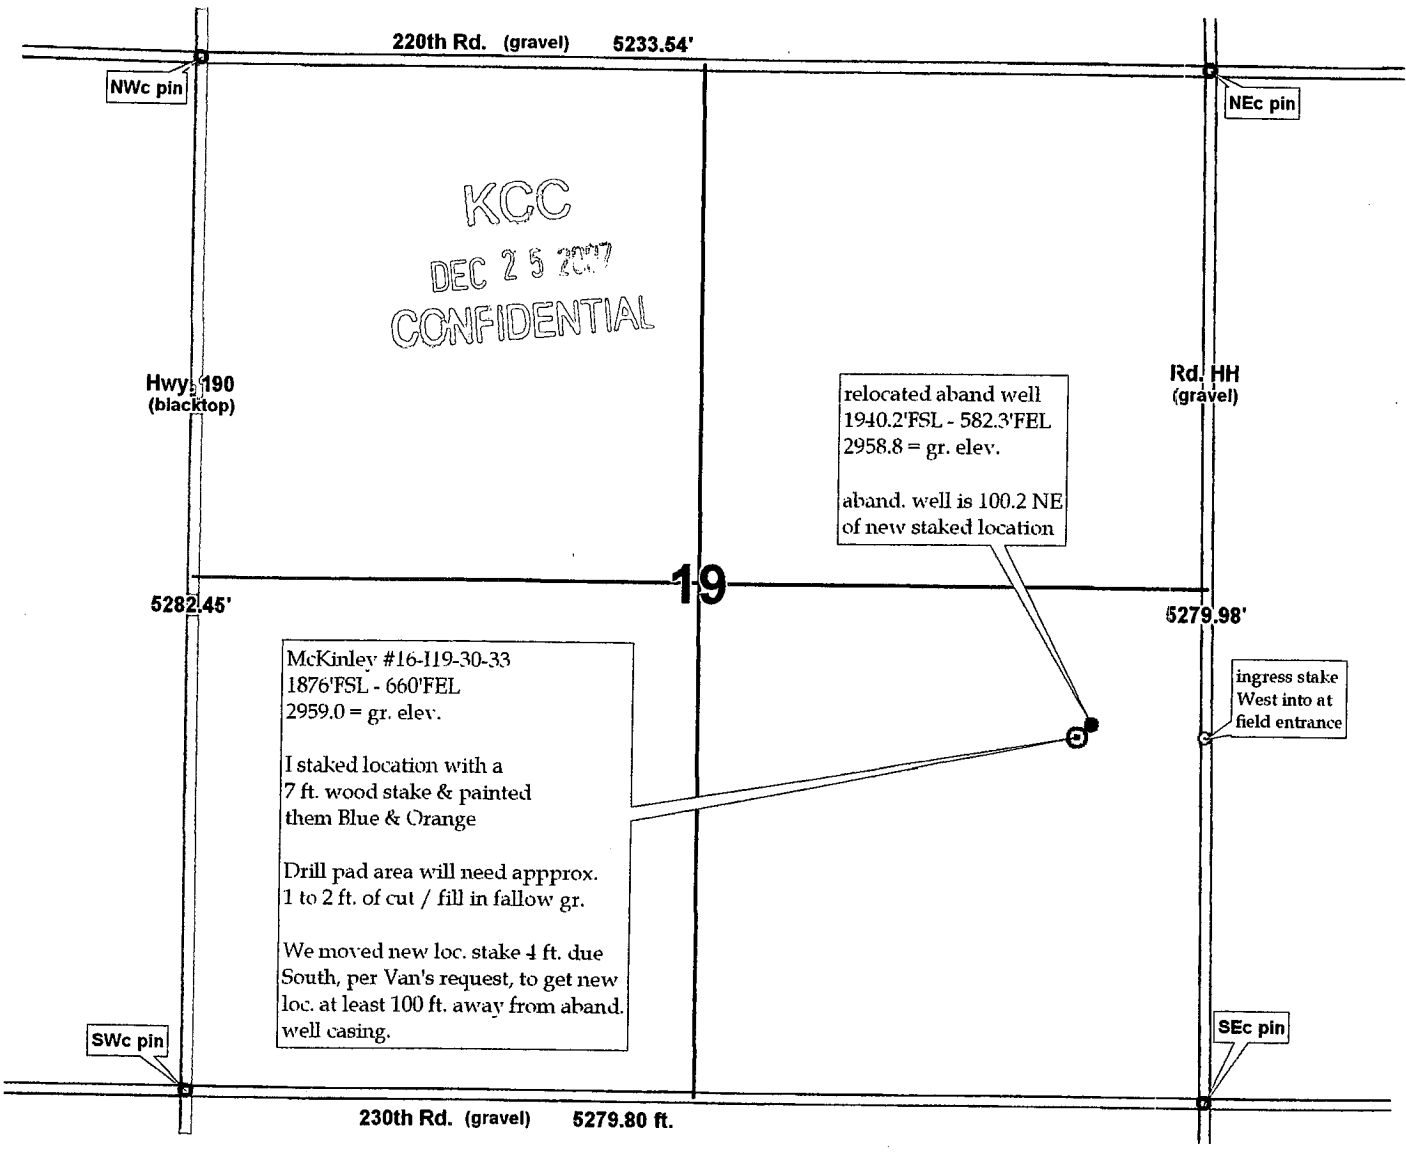 220th Rd. (gravel) 5233.54'
NWc pin
NEc pin
KCC
DEC 25 2007
CONFIDENTIAL
Hwy. 190
(blacktop)
Rd. HH
(gravel)
relocated aband well
1940.2'FSL - 582.3'FEL
2958.8 = gr. elev.
aband. well is 100.2 NE
of new staked location
19
5282.45'
5279.98'
McKinley #16-I19-30-33
1876'FSL - 660'FEL
2959.0 = gr. elev.
I staked location with a
7 ft. wood stake & painted
them Blue & Orange
Drill pad area will need appprox.
1 to 2 ft. of cut / fill in fallow gr.
We moved new loc. stake 4 ft. due
South, per Van's request, to get new
loc. at least 100 ft. away from aband.
well casing.
ingress stake
West into at
field entrance
SWc pin
SEc pin
230th Rd. (gravel) 5279.80 ft.